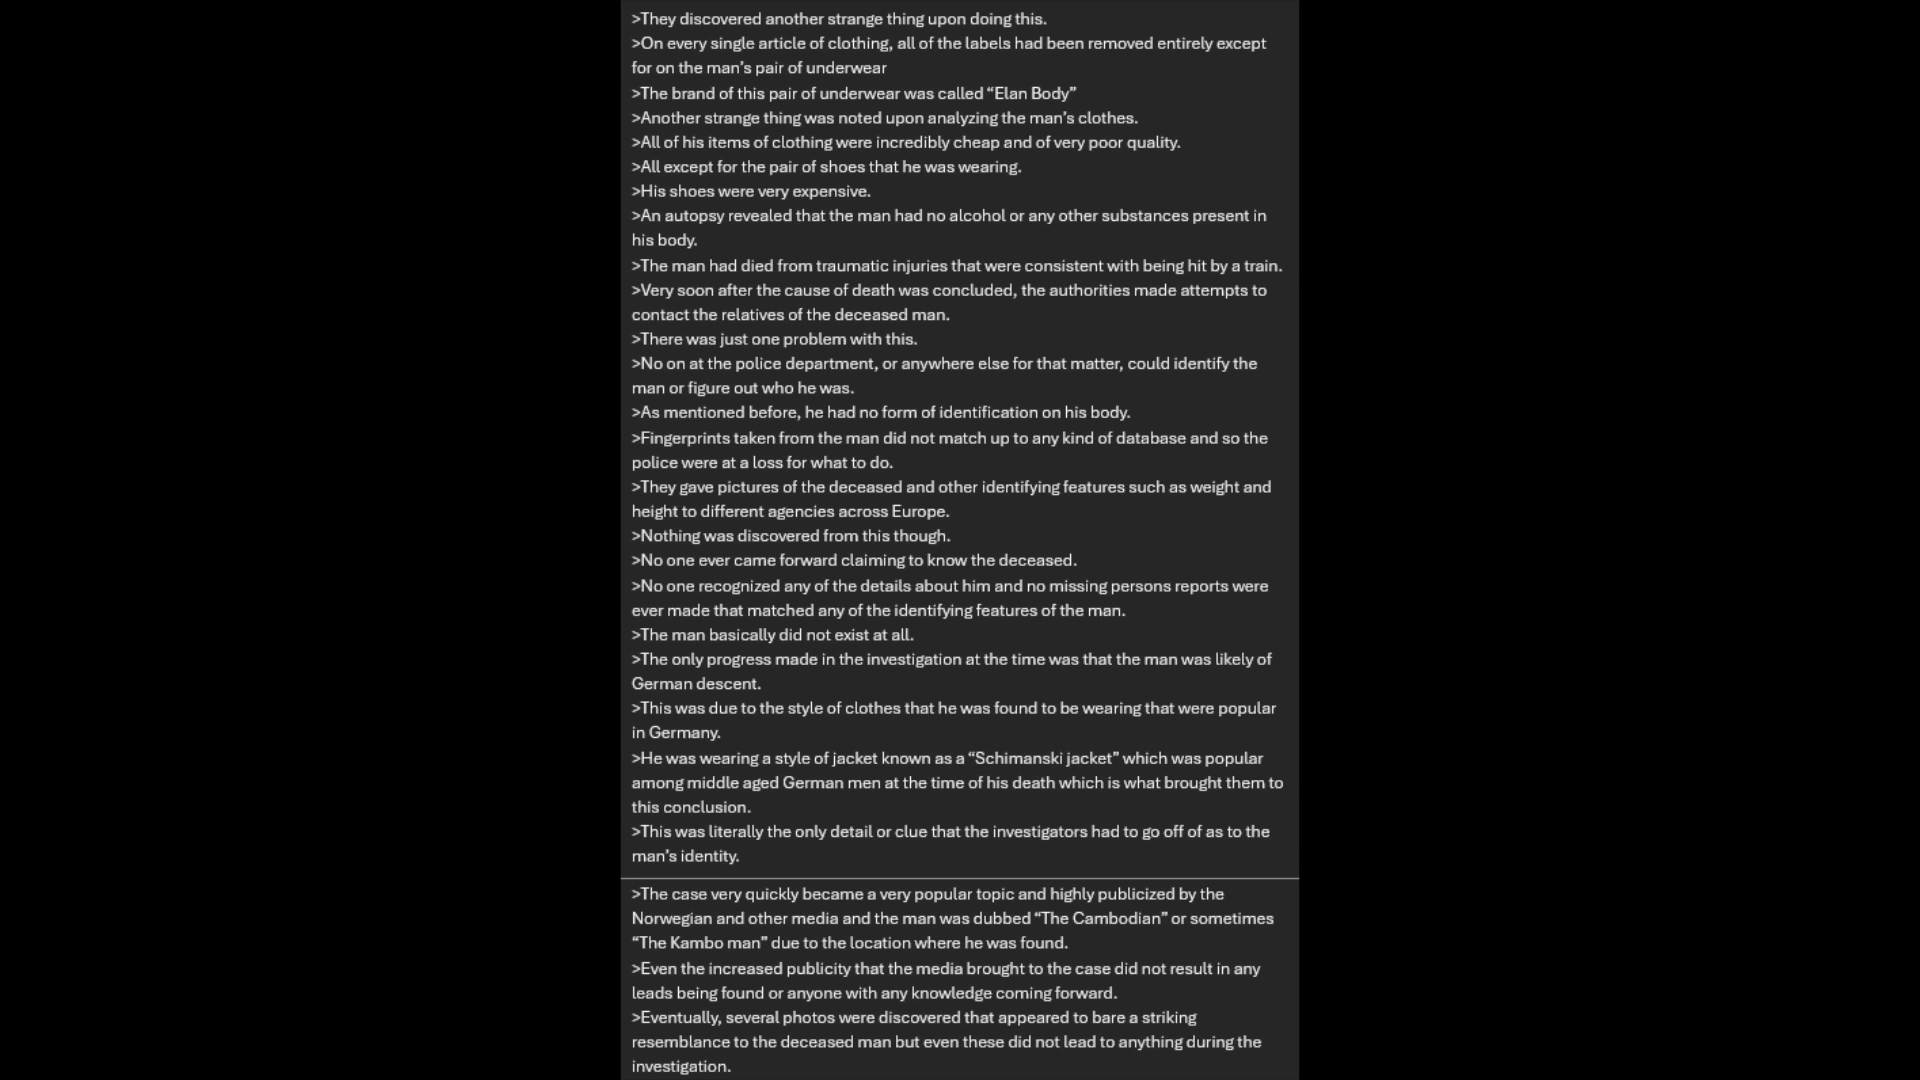 >They discovered another strange thing upon doing this.
>On every single article of clothing, all of the labels had been removed entirely except
for on the man's pair of underwear
>The brand of this pair of underwear was called “Elan Body”
>Another strange thing was noted upon analyzing the man's clothes.
>All of his items of clothing were incredibly cheap and of very poor quality.
>All except for the pair of shoes that he was wearing.
>His shoes were very expensive.
>An autopsy revealed that the man had no alcohol or any other substances present in
his body.
>The man had died from traumatic injuries that were consistent with being hit by a train.
>Very soon after the cause of death was concluded, the authorities made attempts to
contact the relatives of the deceased man.
>There was just one problem with this.
>No on at the police department, or anywhere else for that matter, could identify the
man or figure out who he was.
>As mentioned before, he had no form of identification on his body.
>Fingerprints taken from the man did not match up to any kind of database and so the
police were at a loss for what to do.
>They gave pictures of the deceased and other identifying features such as weight and
height to different agencies across Europe.
>Nothing was discovered from this though.
>No one ever came forward claiming to know the deceased.
>No one recognized any of the details about him and no missing persons reports were
ever made that matched any of the identifying features of the man.
>The man basically did not exist at all.
>The only progress made in the investigation at the time was that the man was likely of
German descent.
>This was due to the style of clothes that he was found to be wearing that were popular
in Germany.
>He was wearing a style of jacket known as a “Schimanski jacket” which was popular
among middle aged German men at the time of his death which is what brought them to
this conclusion.
>This was literally the only detail or clue that the investigators had to go off of as to the
man's identity.
>The case very quickly became a very popular topic and highly publicized by the
Norwegian and other media and the man was dubbed “The Cambodian” or sometimes
“The Kambo man” due to the location where he was found.
>Even the increased publicity that the media brought to the case did not result in any
leads being found or anyone with any knowledge coming forward.
>Eventually, several photos were discovered that appeared to bare a striking
resemblance to the deceased man but even these did not lead to anything during the
investigation.